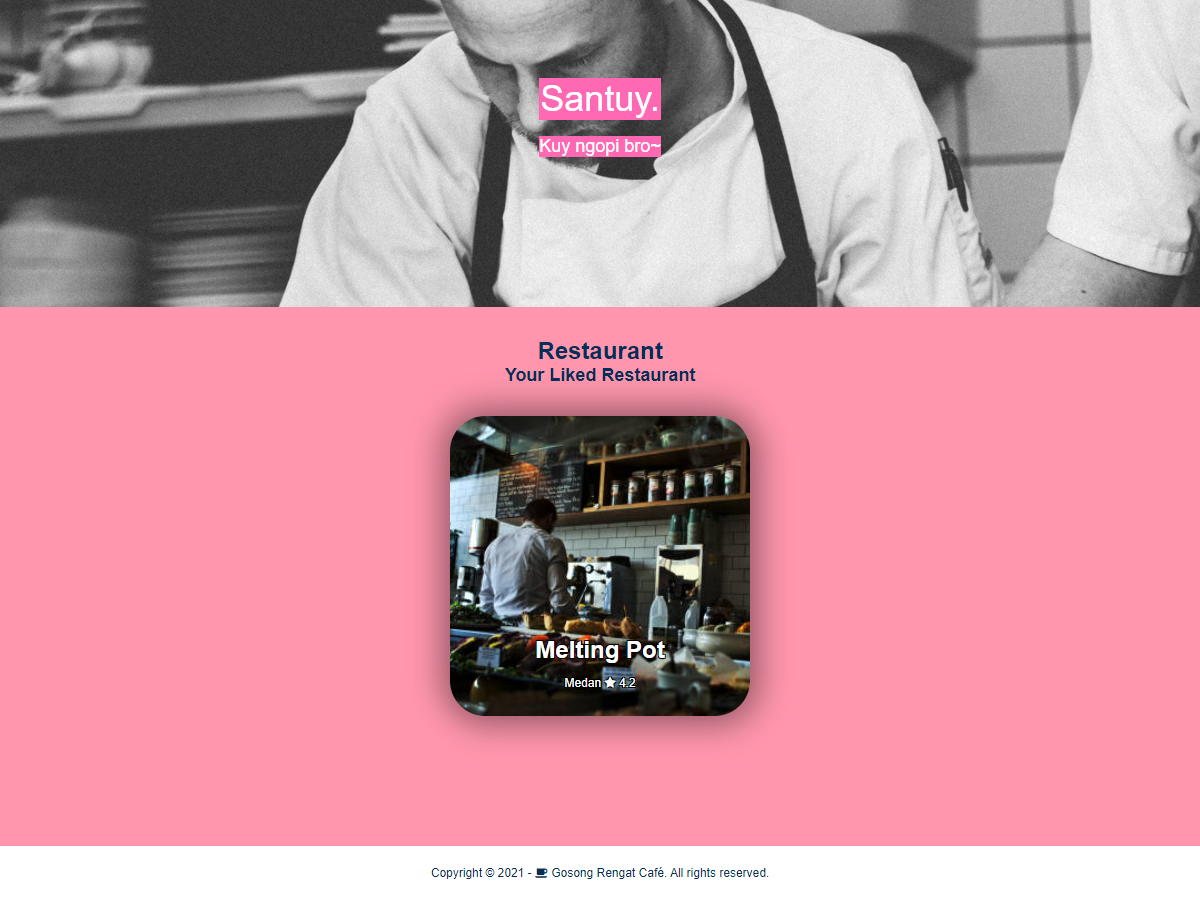 Santuy.
Kuy ngopi bro~
Restaurant
Your Liked Restaurant
Melting Pot
Medan ★ 4.2
Copyright © 2021 - Gosong Rengat Café. All rights reserved.